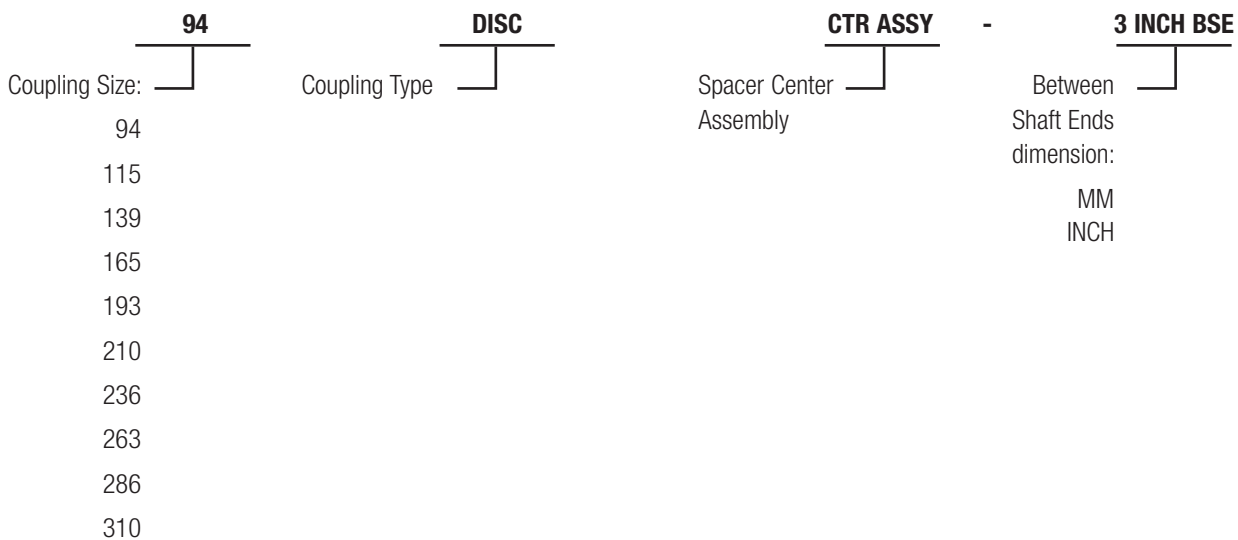 94 DISC CTR ASSY - 3 INCH BSE
Coupling Size: Coupling Type Spacer Center Between
Assembly Shaft Ends
dimension:
94
115
139
165
193
210
236
263
286
310
MM
INCH